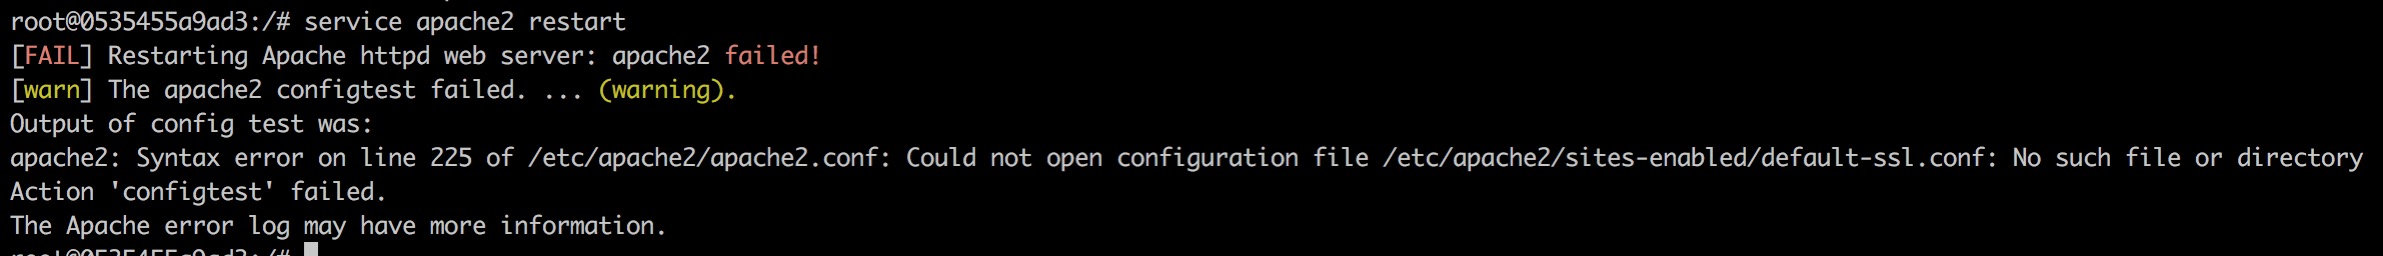 root@0535455a9ad3:/# service apache2 restart
[FAIL] Restarting Apache httpd web server: apache2 failed!
[warn] The apache2 configtest failed. ... (warning).
Output of config test was:
apache2: Syntax error on line 225 of /etc/apache2/apache2.conf: Could not open configuration file /etc/apache2/sites-enabled/default-ssl.conf: No such file or directory
Action 'configtest' failed.
The Apache error log may have more information.
root@0535455a9ad3:/#